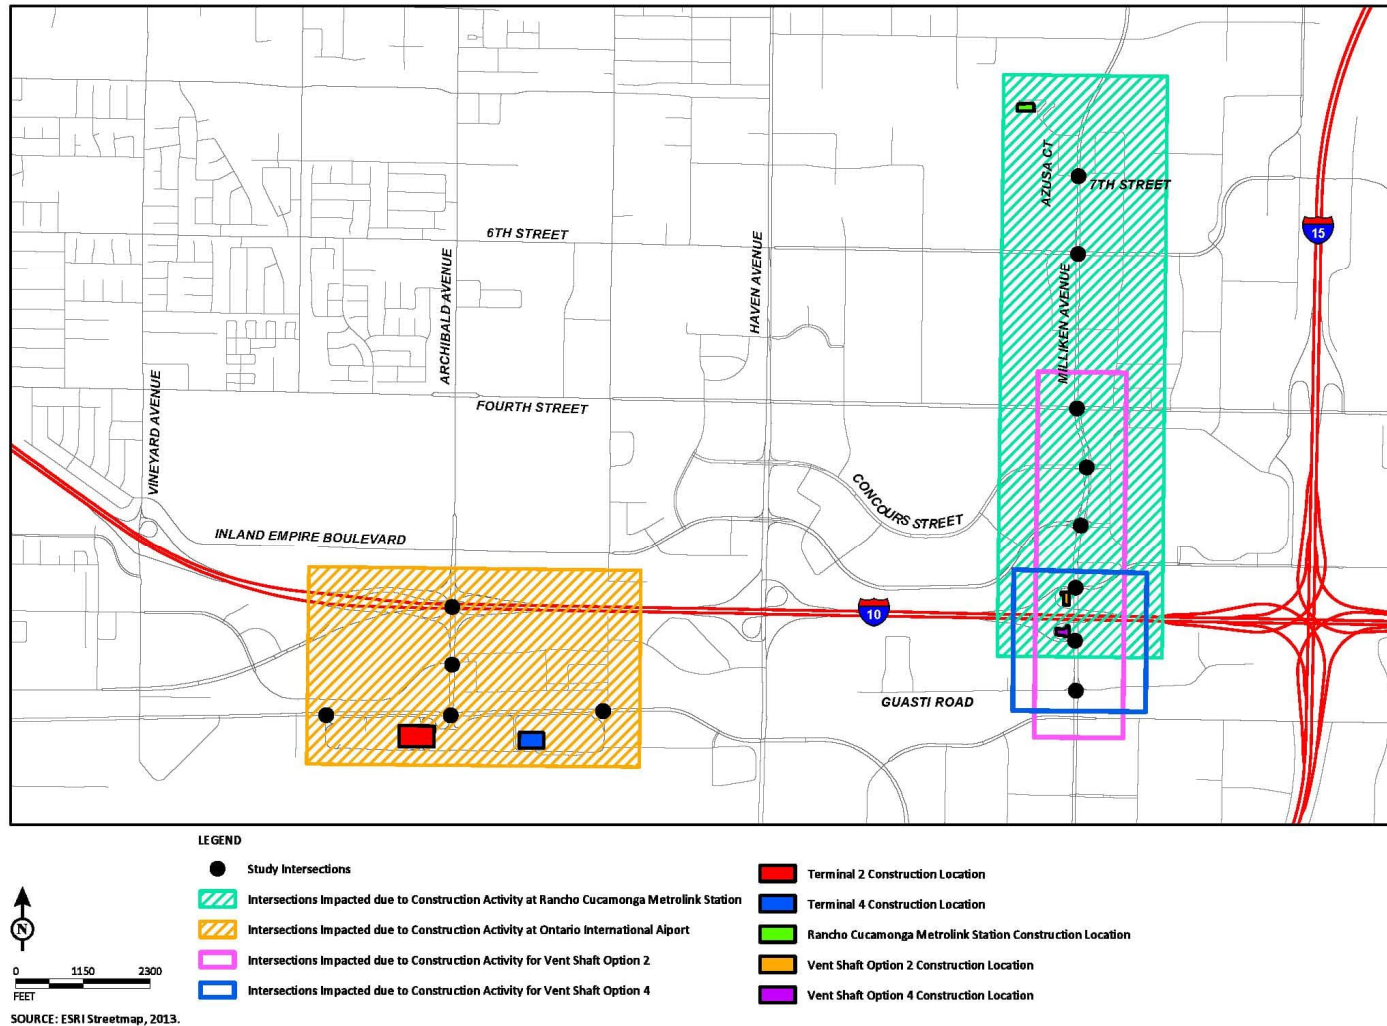 AZUSA CT
7TH STREET
6TH STREET
15
ARCHIBALD AVENUE
HAVEN AVENUE
MILLIKEN AVENUE
VINEYARD AVENUE
FOURTH STREET
CONCOURS STREET
INLAND EMPIRE BOULEVARD
10
GUASTI ROAD
LEGEND
Study Intersections
Intersections Impacted due to Construction Activity at Rancho Cucamonga Metrolink Station
Intersections Impacted due to Construction Activity at Ontario International Aiport
Intersections Impacted due to Construction Activity for Vent Shaft Option 2
Intersections Impacted due to Construction Activity for Vent Shaft Option 4
Terminal 2 Construction Location
Terminal 4 Construction Location
Rancho Cucamonga Metrolink Station Construction Location
Vent Shaft Option 2 Construction Location
Vent Shaft Option 4 Construction Location
N
0 1150 2300
FEET
SOURCE: ESRI Streetmap, 2013.